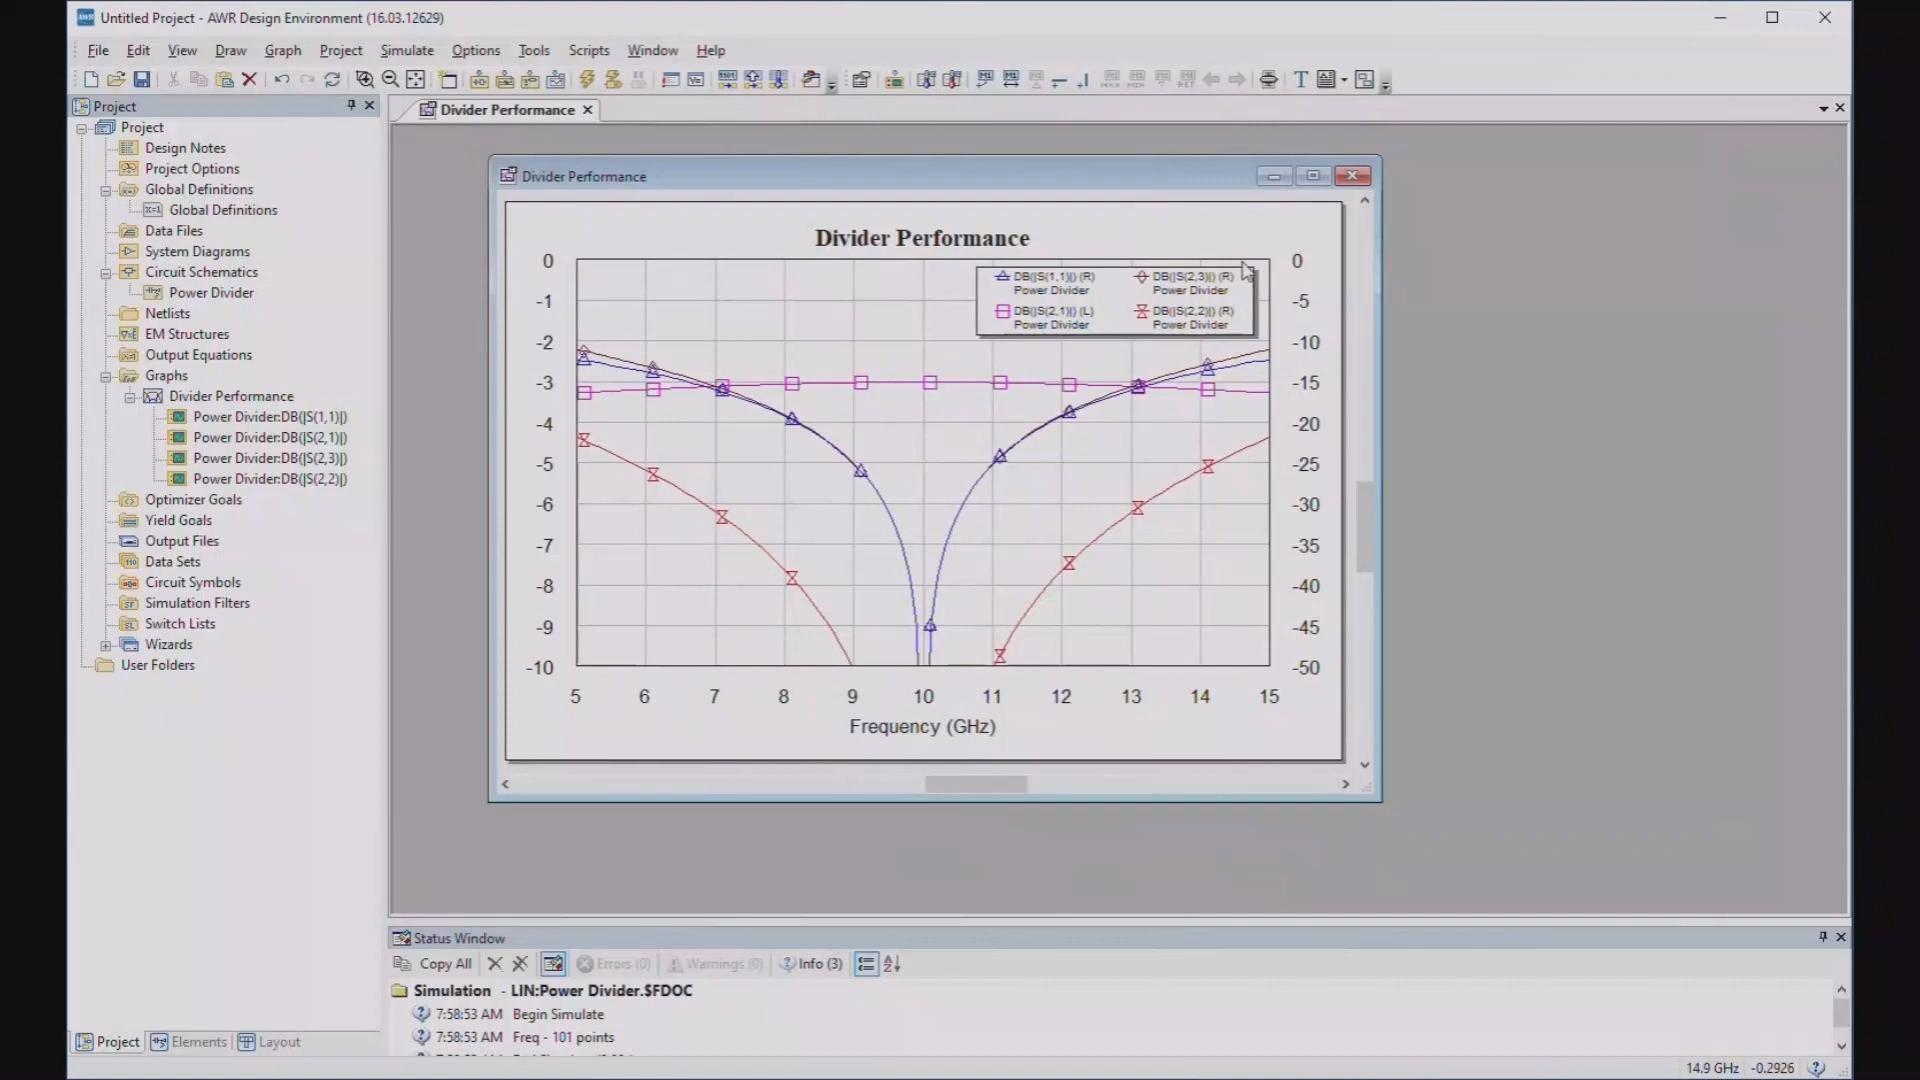 Untitled Project - AWR Design Environment (16.03.12629)
File Edit View Draw Graph Project Simulate Options Tools Scripts Window Help
Project
Divider Performance
Project
Design Notes
Project Options
Global Definitions
Global Definitions
Data Files
System Diagrams
Circuit Schematics
Power Divider
Netlists
EM Structures
Output Equations
Graphs
Divider Performance
Power Divider:DB(|S(1,1)|)
Power Divider:DB(|S(2,1)|)
Power Divider:DB(|S(2,3)|)
Power Divider:DB(|S(2,2)|)
Optimizer Goals
Yield Goals
Output Files
Data Sets
Circuit Symbols
Simulation Filters
Switch Lists
Wizards
User Folders
Project Elements Layout
Divider Performance
Divider Performance
DB(|S(1,1)|) (R)
Power Divider
DB(|S(2,3)|) (R)
Power Divider
DB(|S(2,1)|) (L)
Power Divider
DB(|S(2,2)|) (R)
Power Divider
0
-1
-2
-3
-4
-5
-6
-7
-8
-9
-10
0
-5
-10
-15
-20
-25
-30
-35
-40
-45
-50
5 6 7 8 9 10 11 12 13 14 15
Frequency (GHz)
Status Window
Copy All Errors (0) Warnings (0) Info (3)
Simulation - LIN:Power Divider.$FDOC
7:58:53 AM Begin Simulate
7:58:53 AM Freq - 101 points
14.9 GHz -0.2926